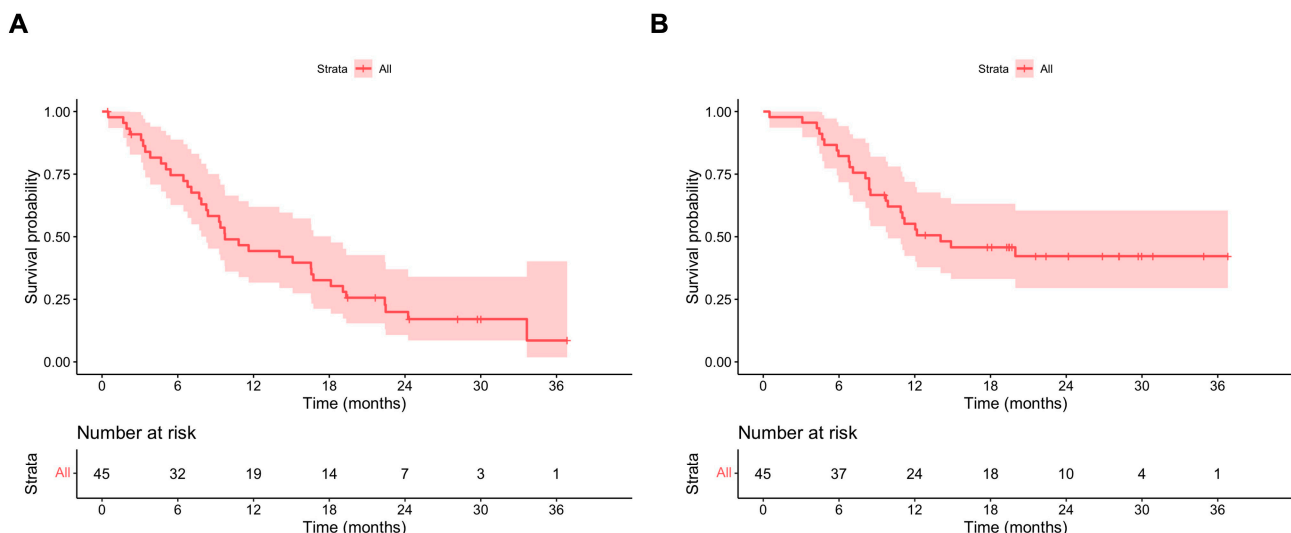 A
Strata All
Survival probability
1.00
0.75
0.50
0.25
0.00
0 6 12 18 24 30 36
Time (months)
Number at risk
Strata
All 45 32 19 14 7 3 1
0 6 12 18 24 30 36
Time (months)
B
Strata All
Survival probability
1.00
0.75
0.50
0.25
0.00
0 6 12 18 24 30 36
Time (months)
Number at risk
Strata
All 45 37 24 18 10 4 1
0 6 12 18 24 30 36
Time (months)